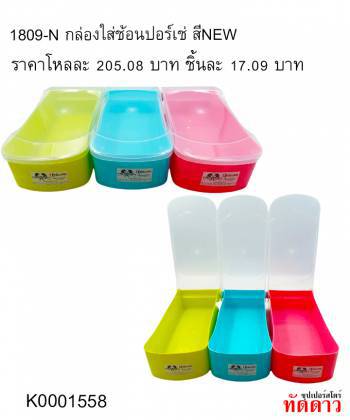 1809-N กล่องใส่ช้อนปอร์เช่ สีNEW
ราคาโหลละ 205.08 บาท ชิ้นละ 17.09 บาท
K0001558
ซุปเปอร์สโตร์
ทัดดาว